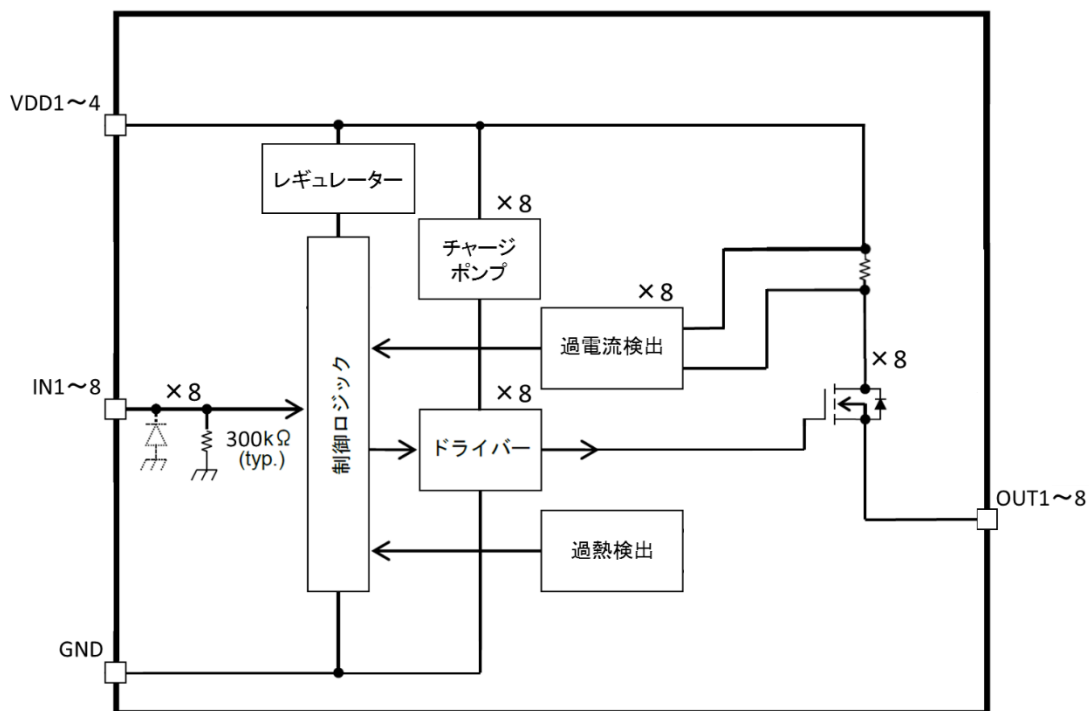 VDD1～4
レギュレーター
×8
チャージ
ポンプ
×8
過電流検出
×8
IN1～8
×8
×8
300kΩ
(typ.)
制御ロジック
ドライバー
OUT1～8
過熱検出
GND